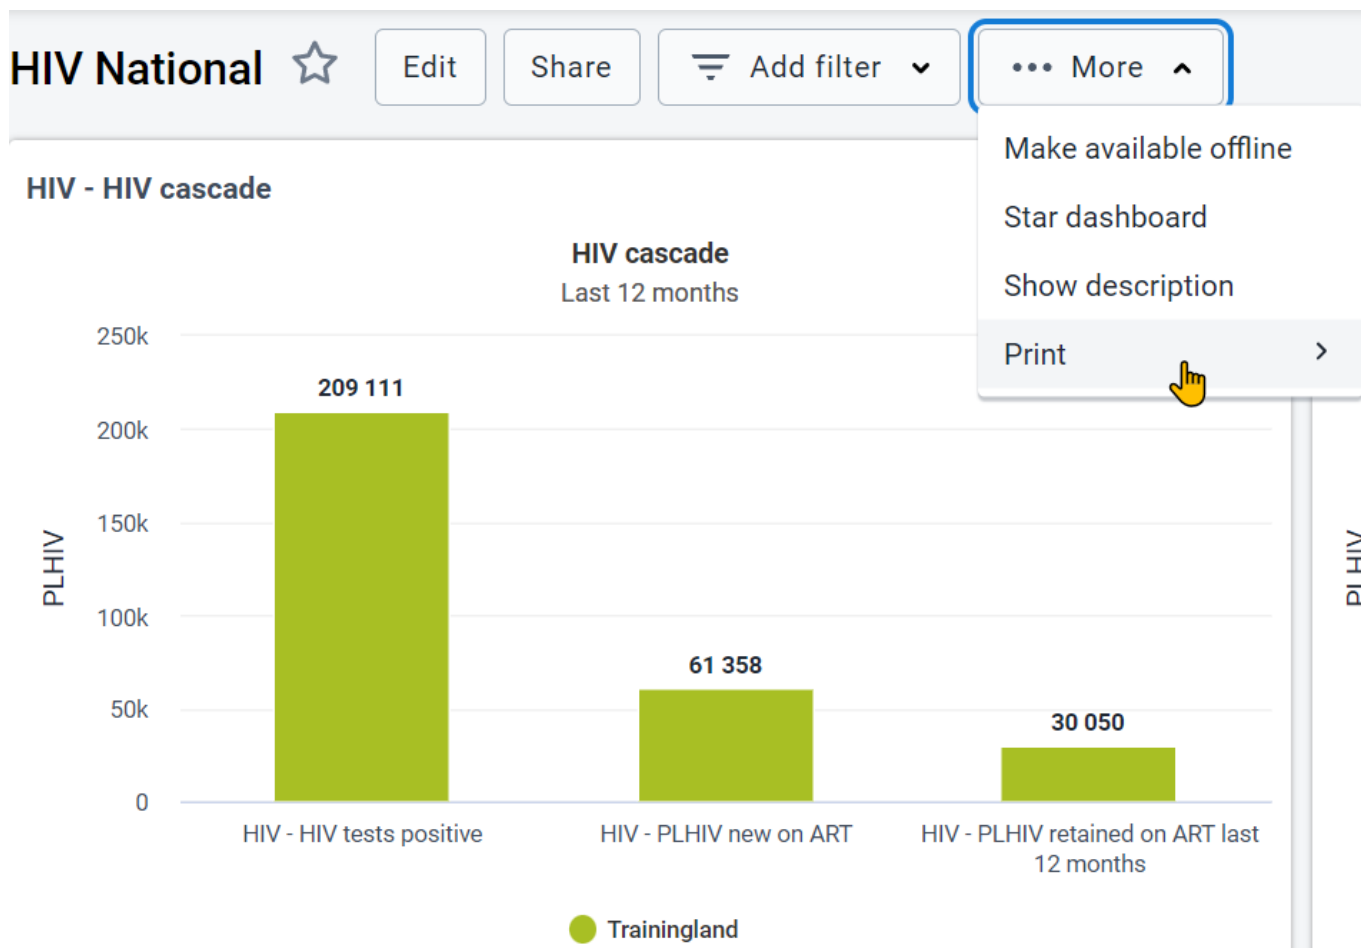 HIV National
Edit
Share
Add filter
More
Make available offline
Star dashboard
Show description
Print
HIV - HIV cascade
HIV cascade
Last 12 months
250k
200k
150k
100k
50k
0
PLHIV
209 111
61 358
30 050
HIV - HIV tests positive
HIV - PLHIV new on ART
HIV - PLHIV retained on ART last
12 months
Trainingland
PLHIV